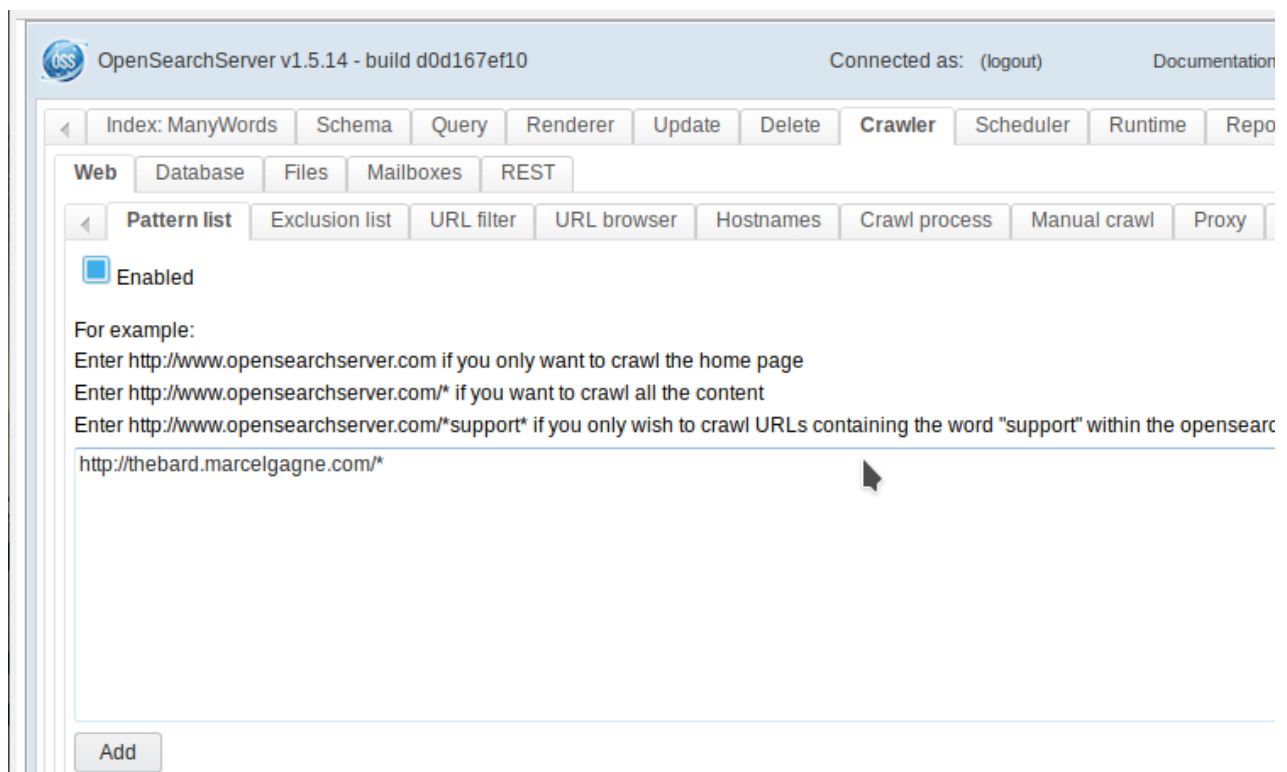 OSS OpenSearchServer v1.5.14 - build d0d167ef10 Connected as: (logout) Documentation
Index: ManyWords Schema Query Renderer Update Delete Crawler Scheduler Runtime Repo
Web Database Files Mailboxes REST
Pattern list Exclusion list URL filter URL browser Hostnames Crawl process Manual crawl Proxy
Enabled
For example:
Enter http://www.opensearchserver.com if you only want to crawl the home page
Enter http://www.opensearchserver.com/* if you want to crawl all the content
Enter http://www.opensearchserver.com/*support* if you only wish to crawl URLs containing the word "support" within the opensearc
http://thebard.marcelgagne.com/*
Add